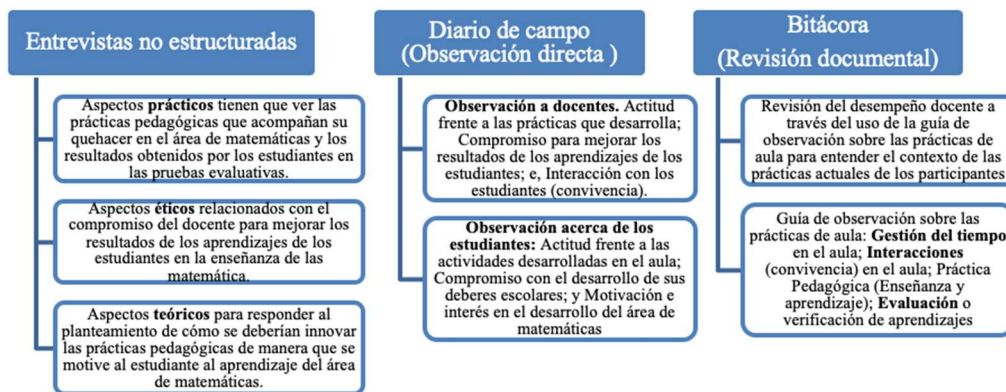 Entrevistas no estructuradas
Aspectos prácticos tienen que ver las
prácticas pedagógicas que acompañan su
quehacer en el área de matemáticas y los
resultados obtenidos por los estudiantes en
las pruebas evaluativas.
Aspectos éticos relacionados con el
compromiso del docente para mejorar los
resultados de los aprendizajes de los
estudiantes en la enseñanza de las
matemática.
Aspectos teóricos para responder al
planteamiento de cómo se deberían innovar
las prácticas pedagógicas de manera que se
motive al estudiante al aprendizaje del área
de matemáticas.
Diario de campo
(Observación directa )
Observación a docentes. Actitud
frente a las prácticas que desarrolla;
Compromiso para mejorar los
resultados de los aprendizajes de los
estudiantes; e, Interacción con los
estudiantes (convivencia).
Observación acerca de los
estudiantes: Actitud frente a las
actividades desarrolladas en el aula;
Compromiso con el desarrollo de sus
deberes escolares; y Motivación e
interés en el desarrollo del área de
matemáticas
Bitácora
(Revisión documental)
Revisión del desempeño docente a
través del uso de la guía de
observación sobre las prácticas de
aula para entender el contexto de las
prácticas actuales de los participantes
Guía de observación sobre las
prácticas de aula: Gestión del tiempo
en el aula; Interacciones
(convivencia) en el aula; Práctica
Pedagógica (Enseñanza y
aprendizaje); Evaluación o
verificación de aprendizajes